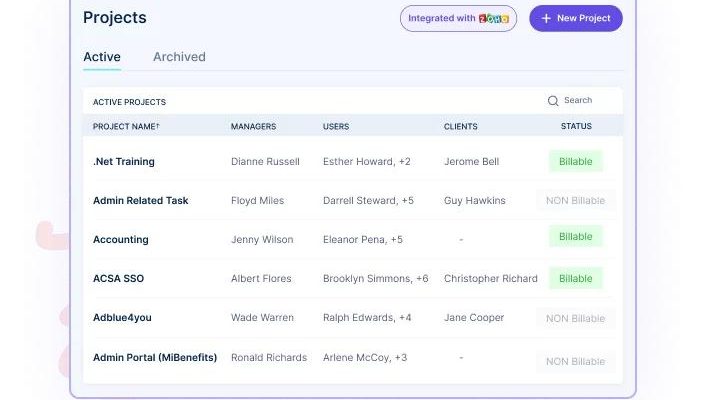 Projects
Integrated with ZOHO
+ New Project
Active Archived
ACTIVE PROJECTS
Search
PROJECT NAME↑ MANAGERS USERS CLIENTS STATUS
.Net Training Dianne Russell Esther Howard, +2 Jerome Bell Billable
Admin Related Task Floyd Miles Darrell Steward, +5 Guy Hawkins NON Billable
Accounting Jenny Wilson Eleanor Pena, +5 - Billable
ACSA SSO Albert Flores Brooklyn Simmons, +6 Christopher Richard Billable
Adblue4you Wade Warren Ralph Edwards, +4 Jane Cooper NON Billable
Admin Portal (MiBenefits) Ronald Richards Arlene McCoy, +3 - NON Billable